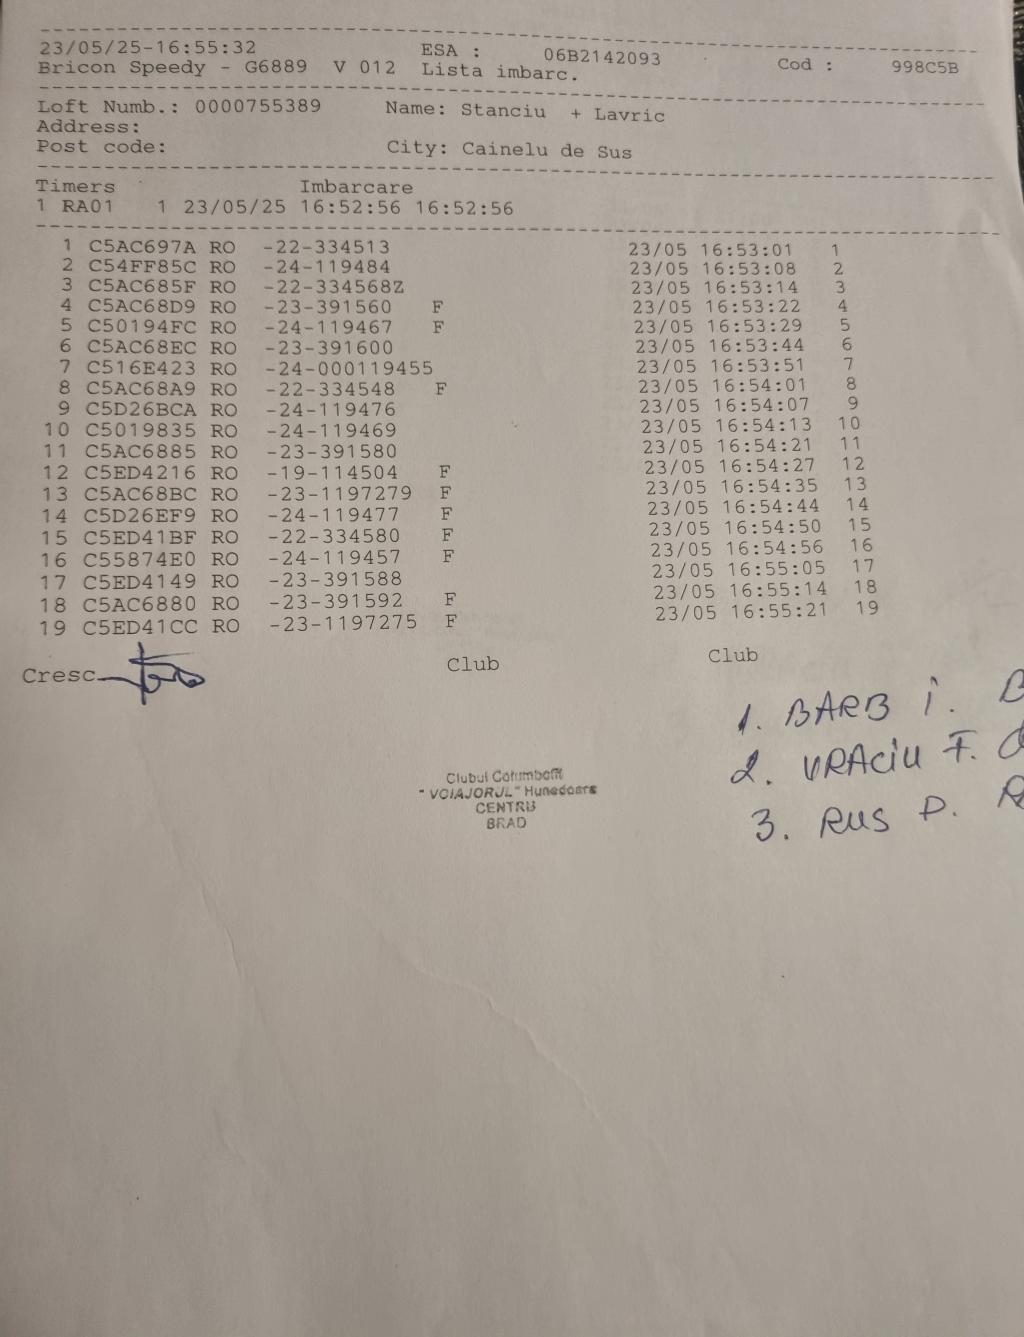 23/05/25-16:55:32 ESA : 06B2142093 Cod : 998C5B
Bricon Speedy - G6889 V 012 Lista imbarc.
Loft Numb.: 0000755389 Name: Stanciu + Lavric
Address:
Post code: City: Cainelu de Sus
Timers Imbarcare
1 RA01 1 23/05/25 16:52:56 16:52:56
1 C5AC697A RO -22-334513 23/05 16:53:01 1
2 C54FF85C RO -24-119484 23/05 16:53:08 2
3 C5AC685F RO -22-334568Z 23/05 16:53:14 3
4 C5AC68D9 RO -23-391560 F 23/05 16:53:22 4
5 C50194FC RO -24-119467 F 23/05 16:53:29 5
6 C5AC68EC RO -23-391600 23/05 16:53:44 6
7 C516E423 RO -24-000119455 23/05 16:53:51 7
8 C5AC68A9 RO -22-334548 F 23/05 16:54:01 8
9 C5D26BCA RO -24-119476 23/05 16:54:07 9
10 C5019835 RO -24-119469 23/05 16:54:13 10
11 C5AC6885 RO -23-391580 23/05 16:54:21 11
12 C5ED4216 RO -19-114504 F 23/05 16:54:27 12
13 C5AC68BC RO -23-1197279 F 23/05 16:54:35 13
14 C5D26EF9 RO -24-119477 F 23/05 16:54:44 14
15 C5ED41BF RO -22-334580 F 23/05 16:54:50 15
16 C55874E0 RO -24-119457 F 23/05 16:54:56 16
17 C5ED4149 RO -23-391588 23/05 16:55:05 17
18 C5AC6880 RO -23-391592 F 23/05 16:55:14 18
19 C5ED41CC RO -23-1197275 F 23/05 16:55:21 19
Cresc Club Club
1. BARB I.
2. VRACIU F.
3. RUS D.
Clubul Columbofil
"VOIAJORUL" Hunedoara
CENTRU
BRAD